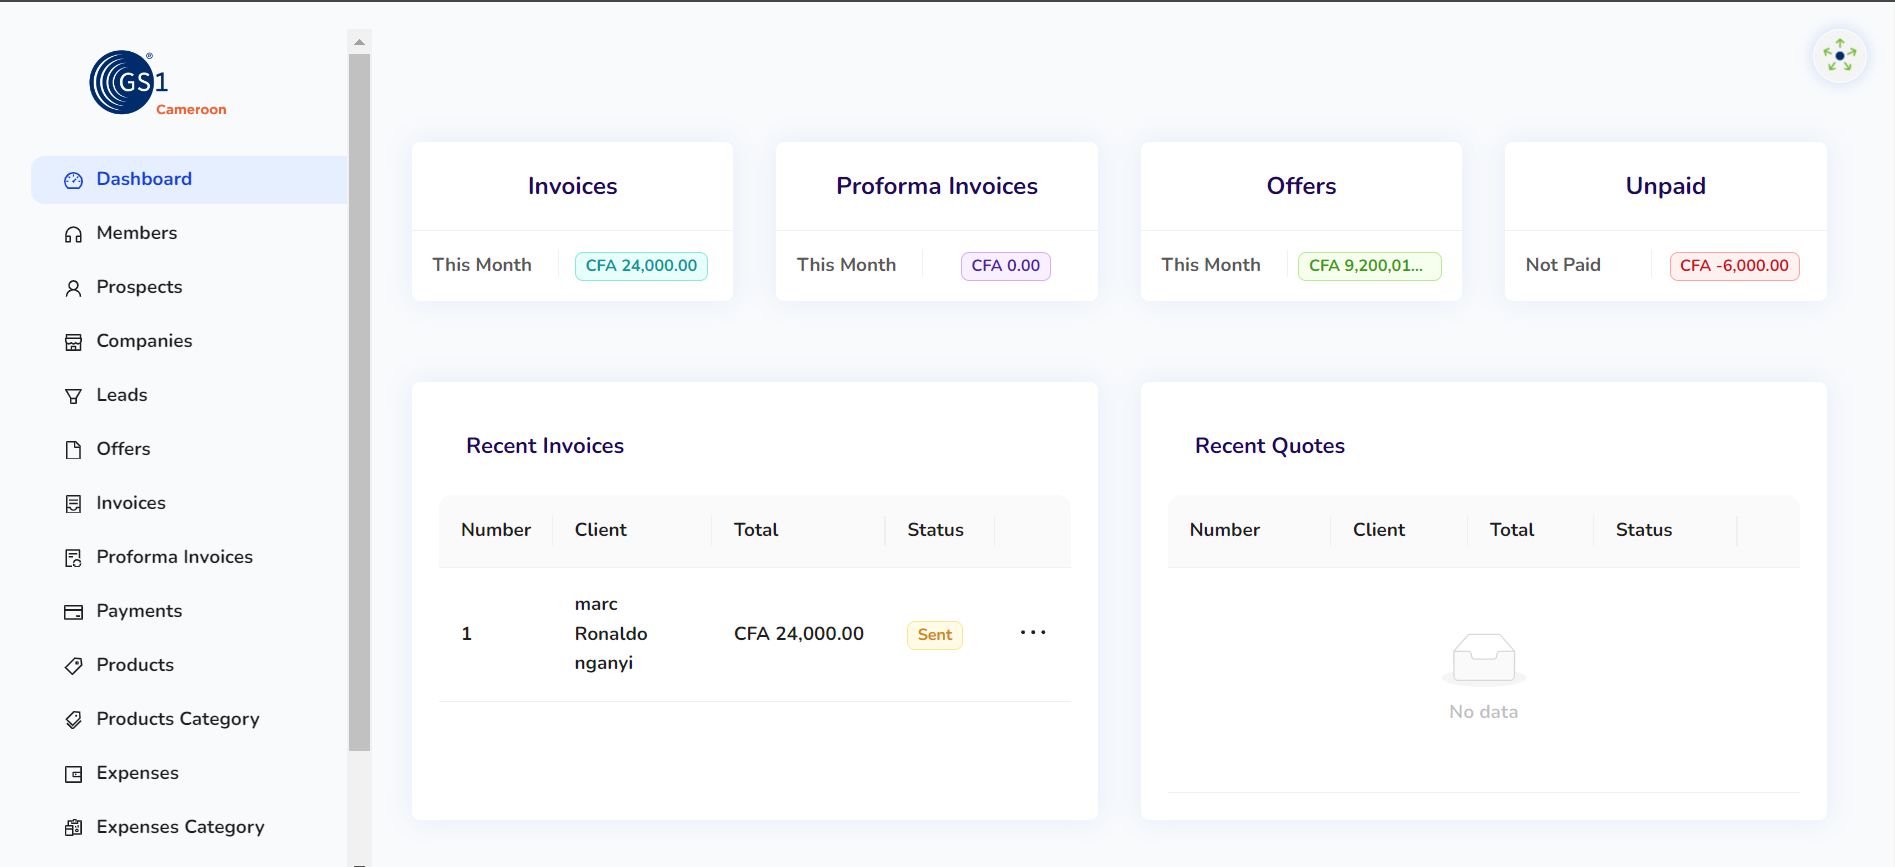 GS1®
Cameroon
Dashboard
Members
Prospects
Companies
Leads
Offers
Invoices
Proforma Invoices
Payments
Products
Products Category
Expenses
Expenses Category
Invoices
This Month CFA 24,000.00
Proforma Invoices
This Month CFA 0.00
Offers
This Month CFA 9,200,01...
Unpaid
Not Paid CFA -6,000.00
Recent Invoices
Number Client Total Status
1 marc Ronaldo nganyi CFA 24,000.00 Sent
Recent Quotes
Number Client Total Status
No data